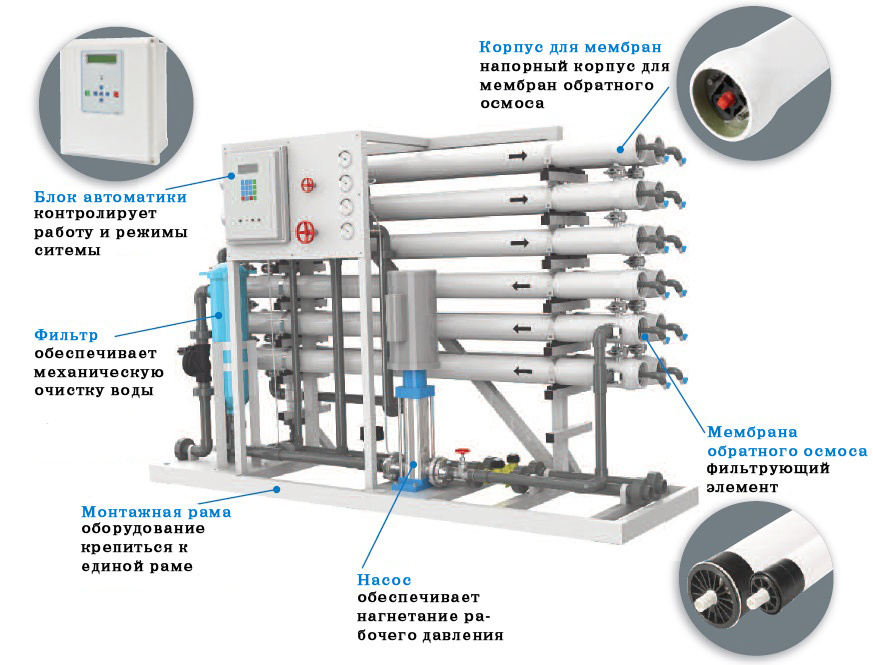 Корпус для мембран
напорный корпус для
мембран обратного
осмоса
Блок автоматики
контролирует
работу и режимы
ситемы
Фильтр
обеспечивает
механическую
очистку воды
Мембрана
обратного осмоса
фильтрующий
элемент
Монтажная рама
оборудование
крепиться к
единой раме
Насос
обеспечивает
нагнетание ра-
бочего давления